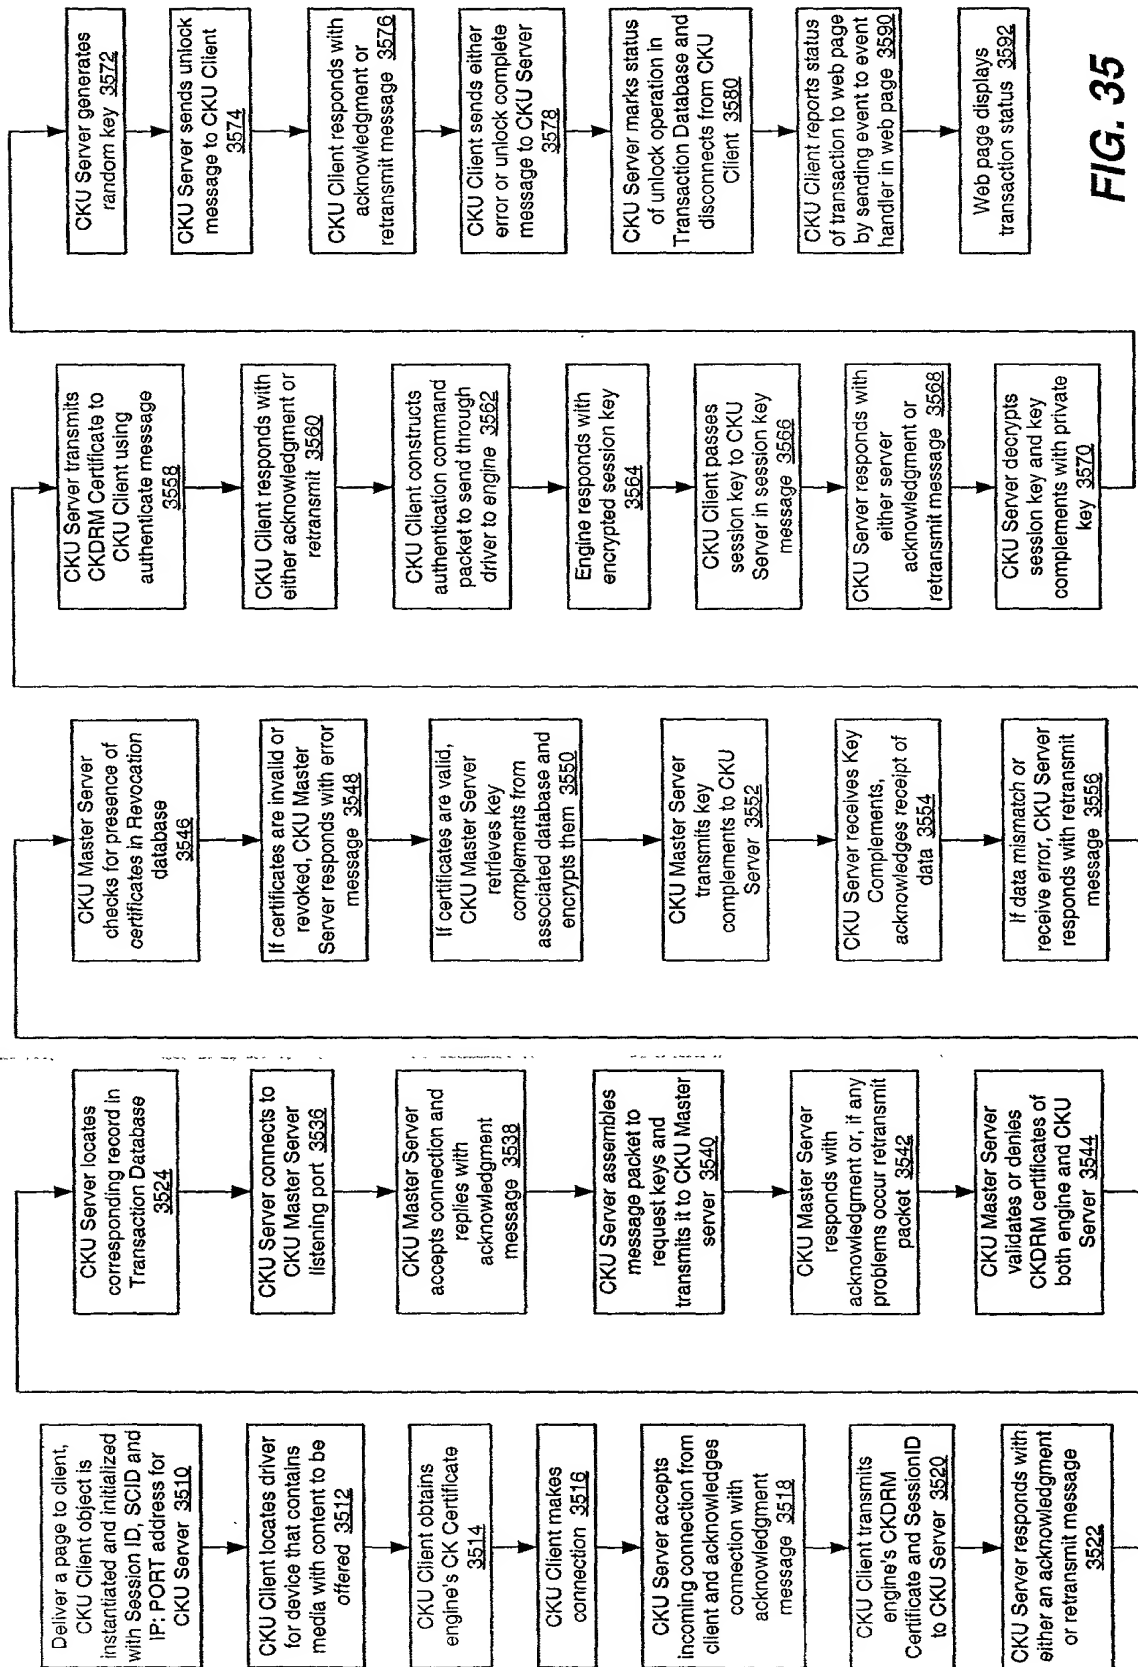 Deliver a page to client,
CKU Client object is
instantiated and initialized
with Session ID, SCID and
IP: PORT address for
CKU Server 3510
CKU Client locates driver
for device that contains
media with content to be
offered 3512
CKU Client obtains
engine's CK Certificate
3514
CKU Client makes
connection 3516
CKU Server accepts
incoming connection from
client and acknowledges
connection with
acknowledgment
message 3518
CKU Client transmits
engine's CKDRM
Certificate and SessionID
to CKU Server 3520
CKU Server responds with
either an acknowledgment
or retransmit message
3522
CKU Server locates
corresponding record in
Transaction Database
3524
CKU Server connects to
CKU Master Server
listening port 3536
CKU Master Server
accepts connection and
replies with
acknowledgment
message 3538
CKU Server assembles
message packet to
request keys and
transmits it to CKU Master
server 3540
CKU Master Server
responds with
acknowledgment or, if any
problems occur retransmit
packet 3542
CKU Master Server
validates or denies
CKDRM certificates of
both engine and CKU
Server 3544
CKU Master Server
checks for presence of
certificates in Revocation
database
3546
If certificates are invalid or
revoked, CKU Master
Server responds with error
message 3548
If certificates are valid,
CKU Master Server
retrieves key
complements from
associated database and
encrypts them 3550
CKU Master Server
transmits key
complements to CKU
Server 3552
CKU Server receives Key
Complements,
acknowledges receipt of
data 3554
If data mismatch or
receive error, CKU Server
responds with retransmit
message 3556
CKU Server transmits
CKDRM Certificate to
CKU Client using
authenticate message
3558
CKU Client responds with
either acknowledgment or
retransmit 3560
CKU Client constructs
authentication command
packet to send through
driver to engine 3562
Engine responds with
encrypted session key
3564
CKU Client passes
session key to CKU
Server in session key
message 3566
CKU Server responds with
either server
acknowledgment or
retransmit message 3568
CKU Server decrypts
session key and key
complements with private
key 3570
CKU Server generates
random key 3572
CKU Server sends unlock
message to CKU Client
3574
CKU Client responds with
acknowledgment or
retransmit message 3576
CKU Client sends either
error or unlock complete
message to CKU Server
3578
CKU Server marks status
of unlock operation in
Transaction Database and
disconnects from CKU
Client 3580
CKU Client reports status
of transaction to web page
by sending event to event
handler in web page 3590
Web page displays
transaction status 3592
FIG. 35